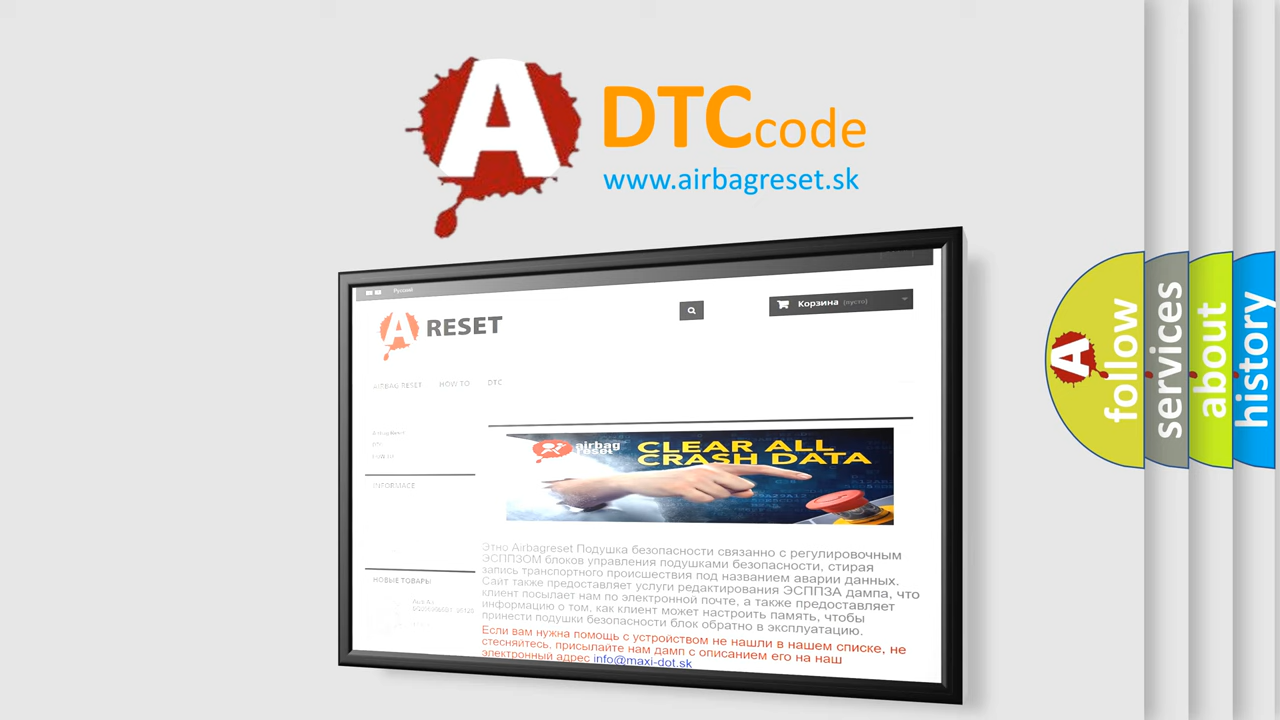 A
DTCcode
www.airbagreset.sk
Русский
A RESET
Корзина (пусто)
AIRBAG RESET HOW TO DTC
INFORMACE
НОВЫЕ ТОВАРЫ
airbag
reset
CLEAR ALL
CRASH DATA
Этно Airbagreset Подушка безопасности связанно с регулировочным
ЭСППЗОМ блоков управления подушками безопасности, стирая
запись транспортного происшествия под названием аварии данных.
Сайт также предоставляет услуги редактирования ЭСППЗА дампа, что
клиент посылает нам по электронной почте, а также предоставляет
информацию о том, как клиент может настроить память, чтобы
принести подушки безопасности блок обратно в эксплуатацию.
Если вам нужна помощь с устройством не нашли в нашем списке, не
стесняйтесь, присылайте нам дамп с описанием его на наш
электронный адрес info@maxi-dot.sk
A follow
services
about
history